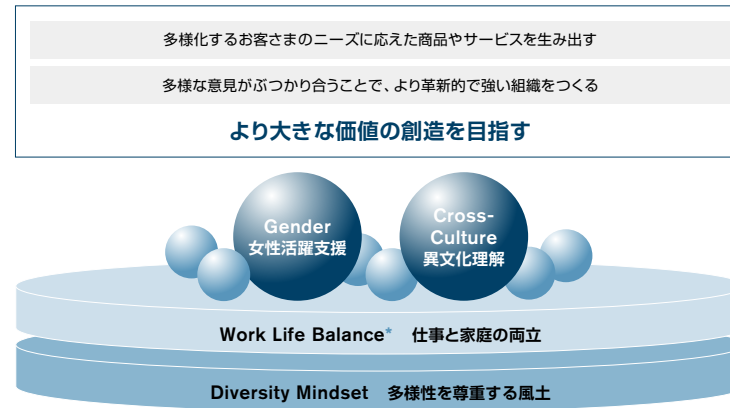 多様化するお客さまのニーズに応えた商品やサービスを生み出す
多様な意見がぶつかり合うことで、より革新的で強い組織をつくる
より大きな価値の創造を目指す
Gender
女性活躍支援
Cross-
Culture
異文化理解
Work Life Balance* 仕事と家庭の両立
Diversity Mindset 多様性を尊重する風土